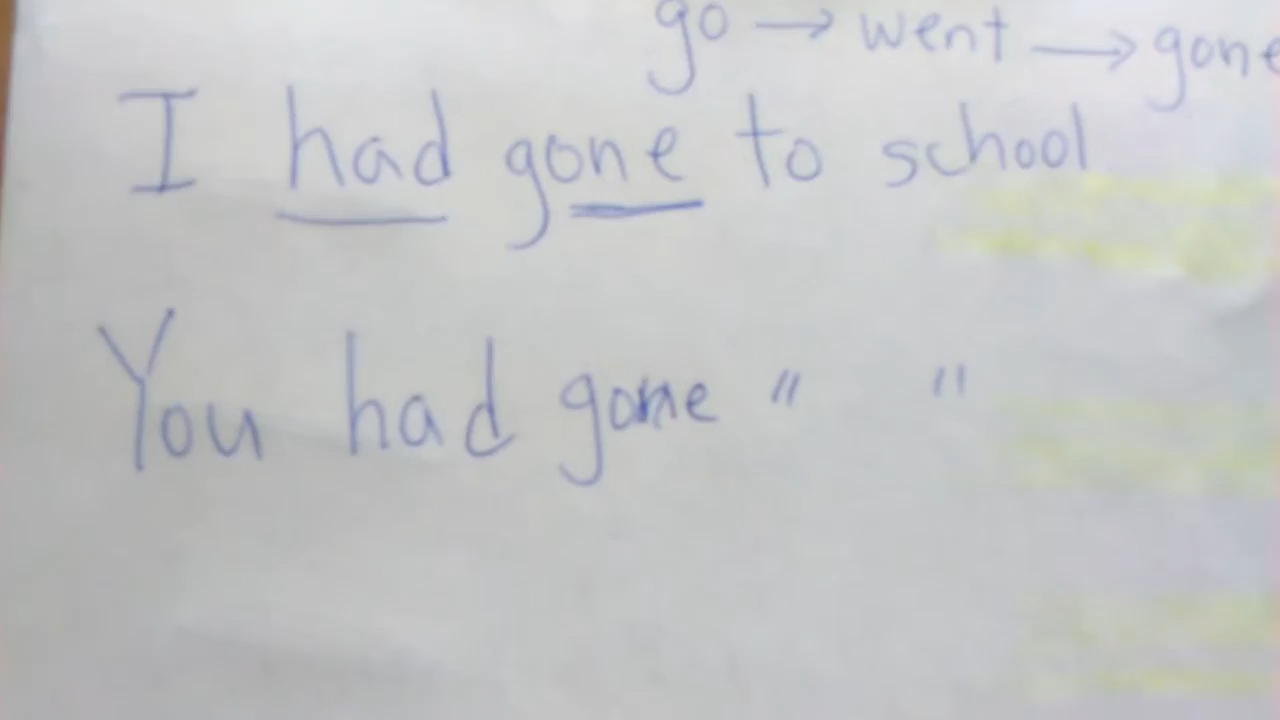 go → went → gone
I had gone to school
You had gone " "